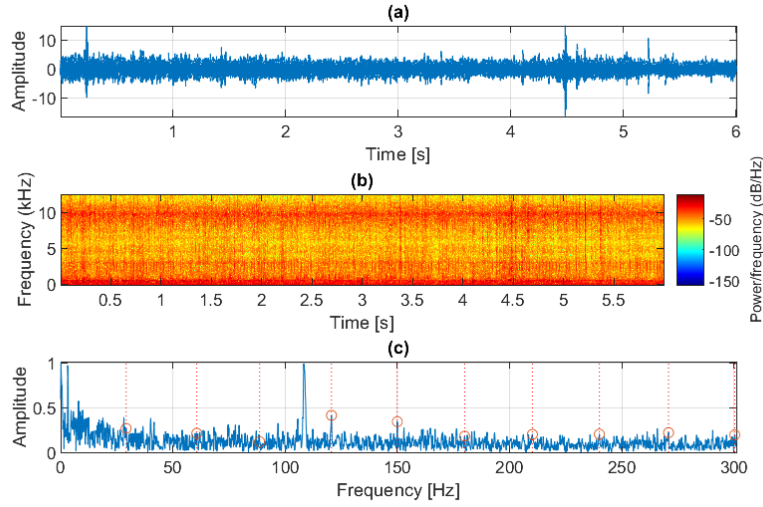 (a)
Amplitude
10
0
-10
1 2 3 4 5 6
Time [s]
(b)
Frequency (kHz)
10
5
0
0.5 1 1.5 2 2.5 3 3.5 4 4.5 5 5.5
Time [s]
-50
-100
-150
Power/frequency (dB/Hz)
(c)
Amplitude
1
0.5
0
0 50 100 150 200 250 300
Frequency [Hz]